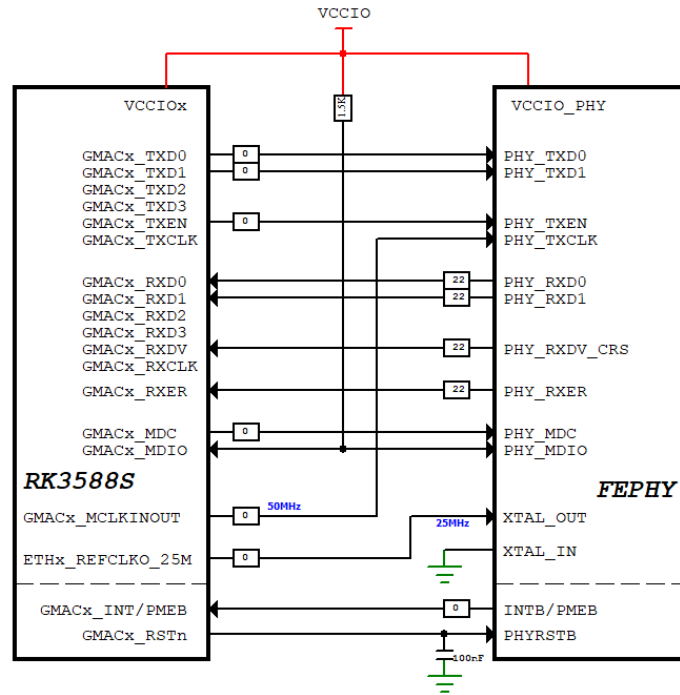 VCCIO
VCCIOx
1.5K
VCCIO_PHY
GMACx_TXD0 0 PHY_TXD0
GMACx_TXD1 0 PHY_TXD1
GMACx_TXD2
GMACx_TXD3
GMACx_TXEN 0 PHY_TXEN
GMACx_TXCLK PHY_TXCLK
GMACx_RXD0 22 PHY_RXD0
GMACx_RXD1 22 PHY_RXD1
GMACx_RXD2
GMACx_RXD3
GMACx_RXDV 22 PHY_RXDV_CRS
GMACx_RXCLK
GMACx_RXER 22 PHY_RXER
GMACx_MDC 0 PHY_MDC
GMACx_MDIO PHY_MDIO
RK3588S FEPHY
50MHz
GMACx_MCLKINOUT 0 XTAL_OUT
25MHz
ETHx_REFCLKO_25M 0 XTAL_IN
GMACx_INT/PMEB 0 INTB/PMEB
GMACx_RSTn PHYRSTB
100nF